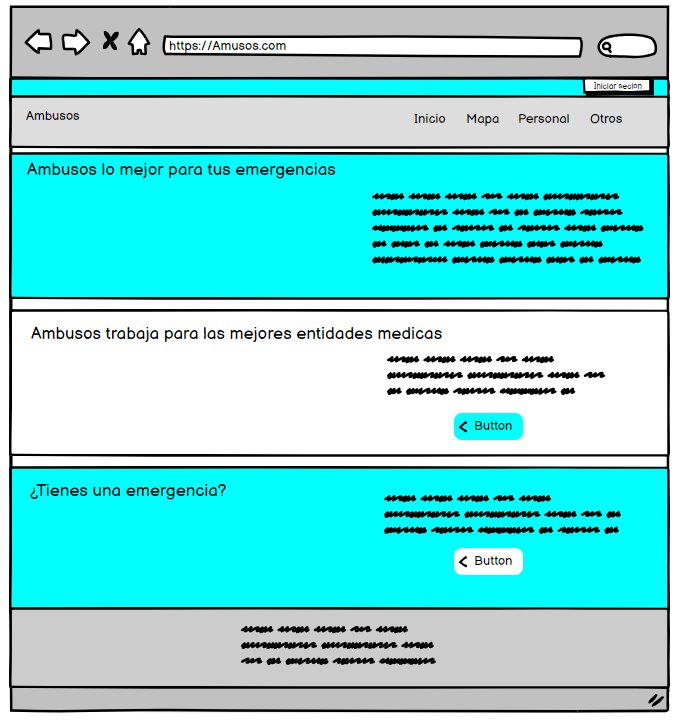 https://Amusos.com
Iniciar secion
Ambusos
Inicio Mapa Personal Otros
Ambusos lo mejor para tus emergencias
Ambusos trabaja para las mejores entidades medicas
Button
¿Tienes una emergencia?
Button